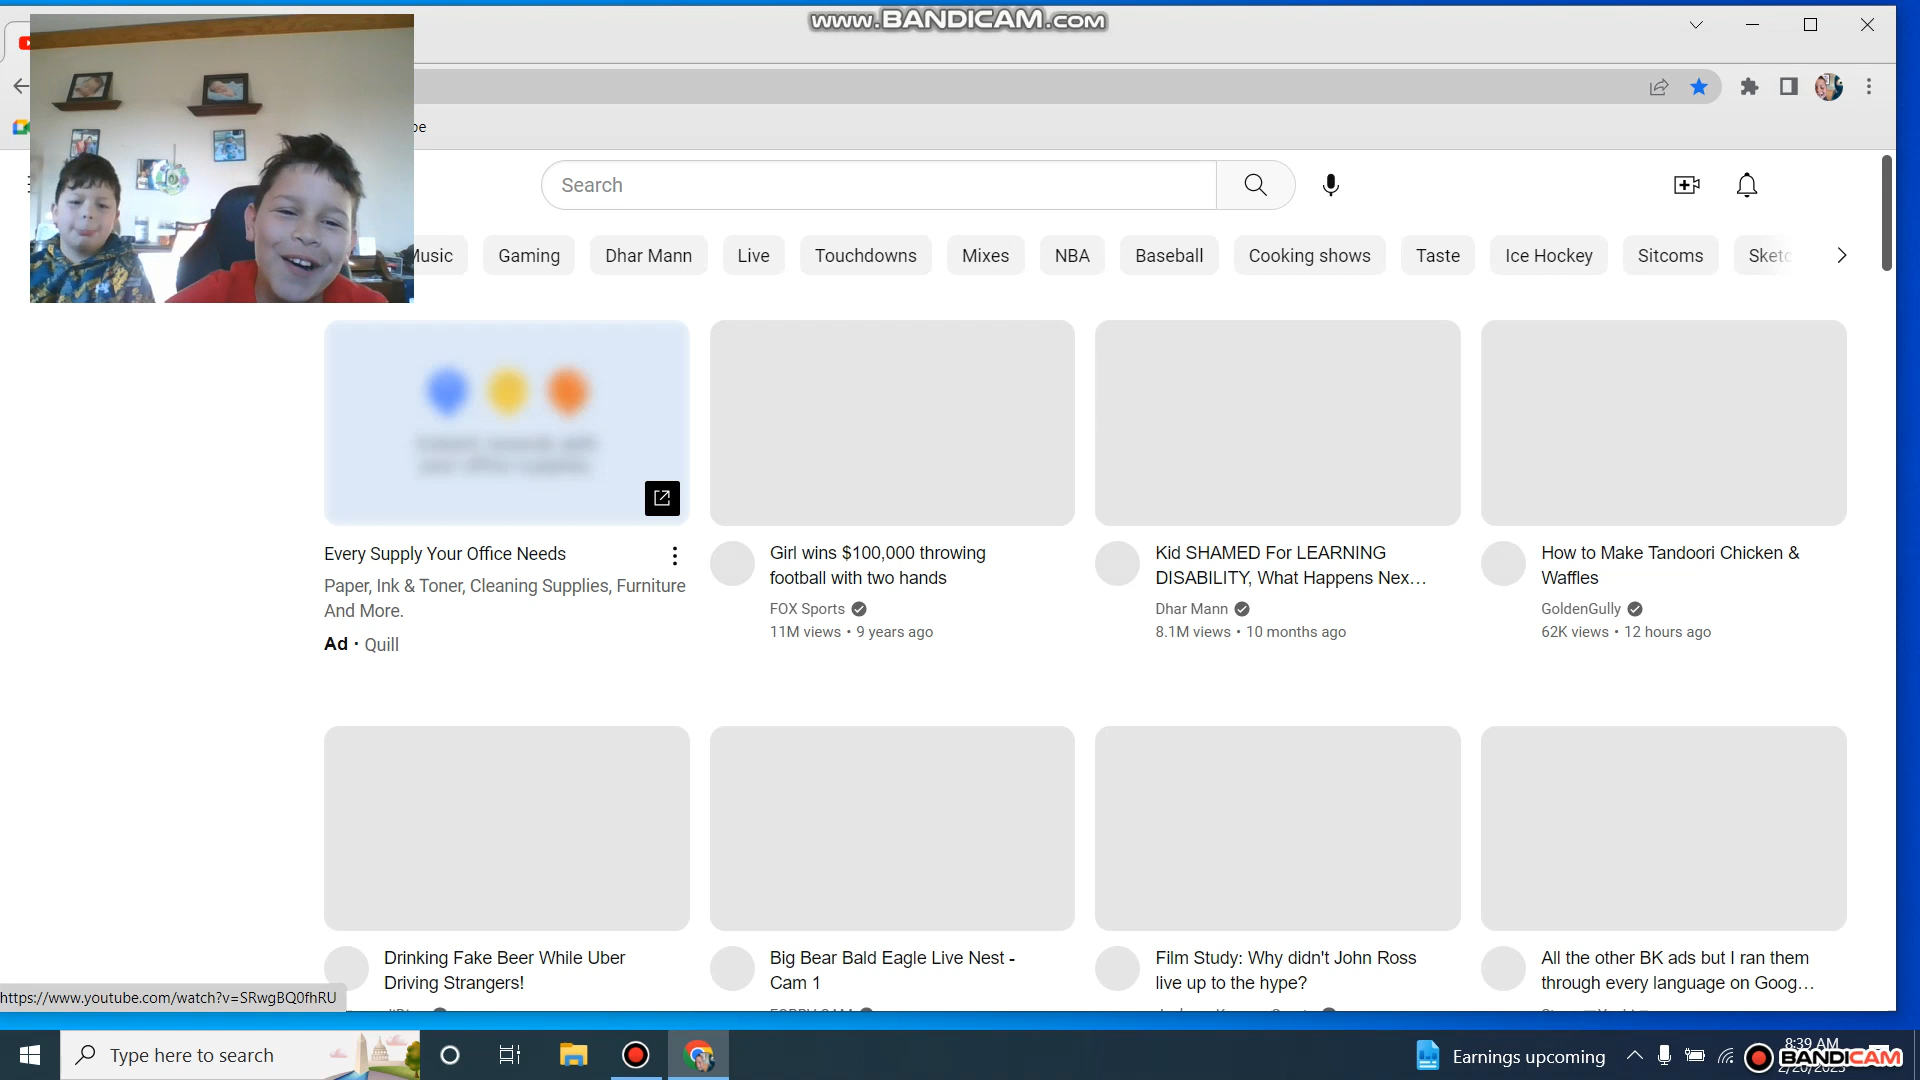 www.BANDICAM.com
be
Search
Music
Gaming
Dhar Mann
Live
Touchdowns
Mixes
NBA
Baseball
Cooking shows
Taste
Ice Hockey
Sitcoms
Sketc
Every Supply Your Office Needs
Paper, Ink & Toner, Cleaning Supplies, Furniture
And More.
Ad · Quill
Girl wins $100,000 throwing
football with two hands
FOX Sports
11M views • 9 years ago
Kid SHAMED For LEARNING
DISABILITY, What Happens Nex...
Dhar Mann
8.1M views • 10 months ago
How to Make Tandoori Chicken &
Waffles
GoldenGully
62K views • 12 hours ago
Drinking Fake Beer While Uber
Driving Strangers!
Big Bear Bald Eagle Live Nest -
Cam 1
Film Study: Why didn't John Ross
live up to the hype?
All the other BK ads but I ran them
through every language on Goog...
https://www.youtube.com/watch?v=SRwgBQ0fhRU
Type here to search
Earnings upcoming
8:39 AM
BANDICAM